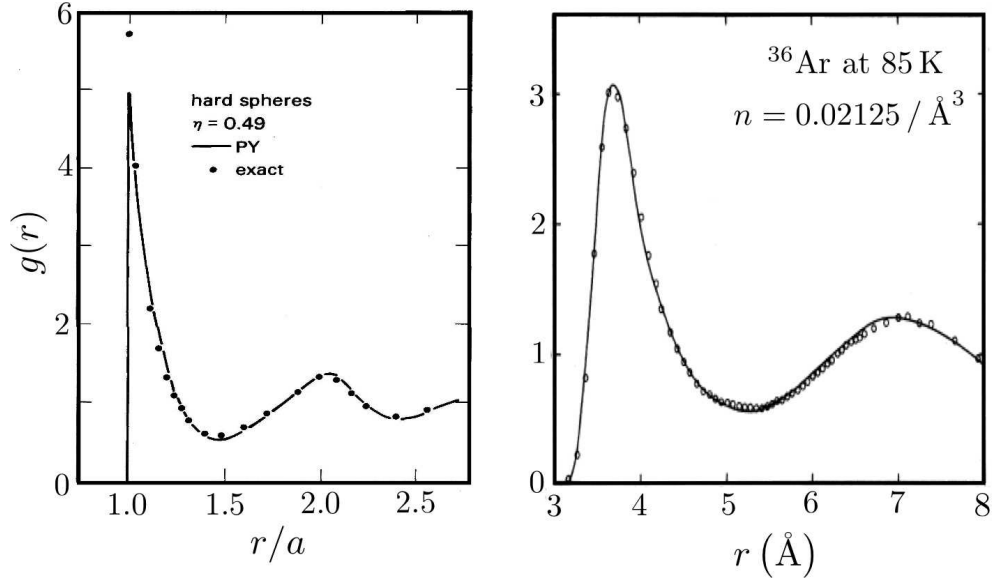 6
4
2
0
g(r)
hard spheres
η = 0.49
PY
exact
1.0 1.5 2.0 2.5
r/a
3
2
1
0
³⁶Ar at 85 K
n = 0.02125 / Å³
3 4 5 6 7 8
r (Å)